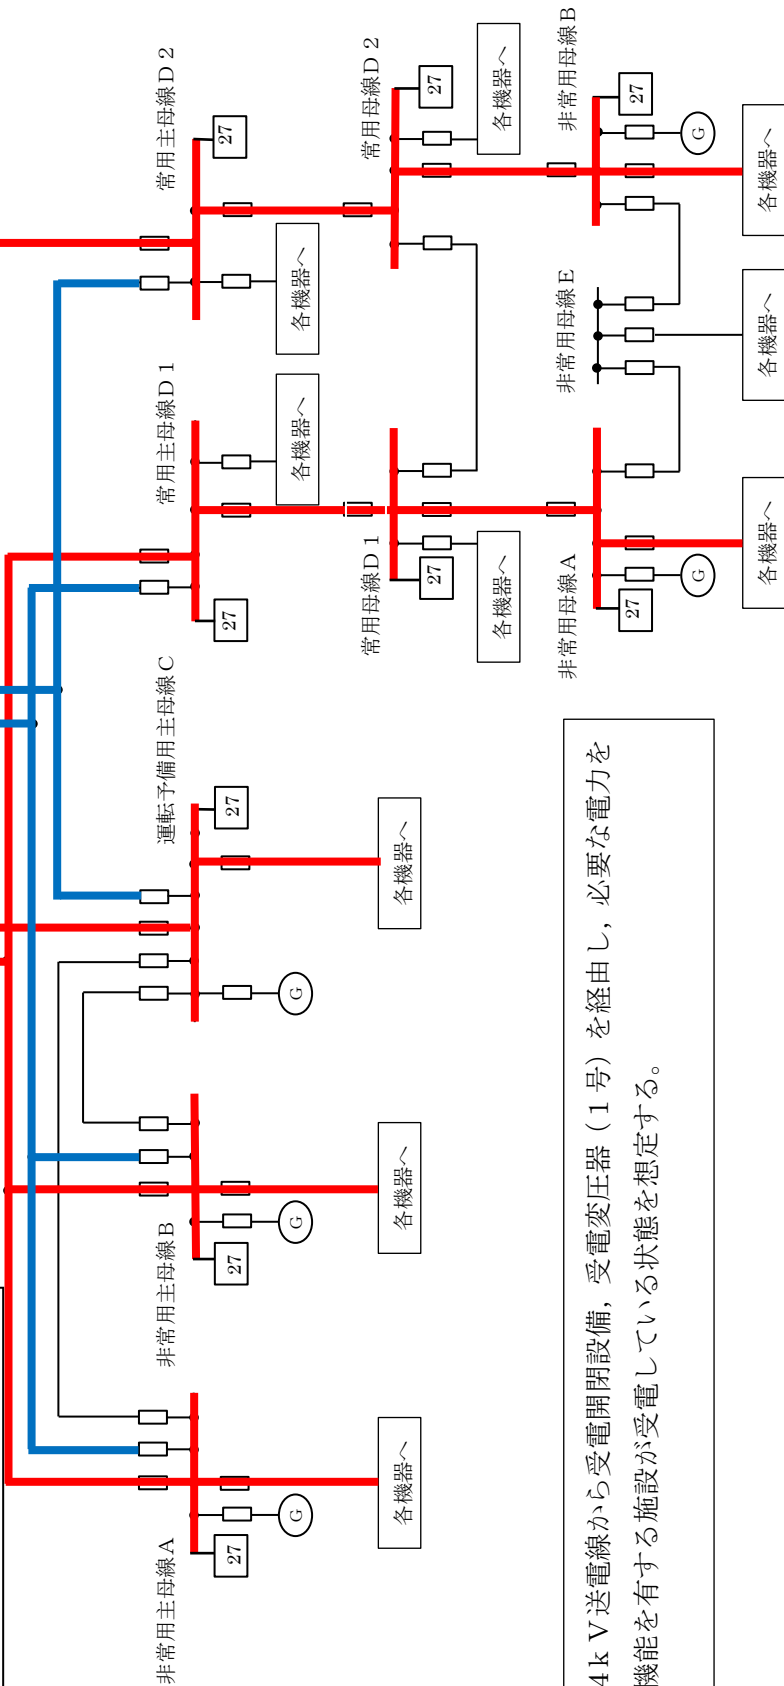 非常用主母線A
27
G
各機器へ
非常用主母線B
27
G
各機器へ
運転予備用主母線C
27
G
各機器へ
常用主母線D1
27
各機器へ
常用主母線D2
27
各機器へ
常用母線D1
27
各機器へ
常用母線D2
27
各機器へ
非常用母線A
27
G
各機器へ
非常用母線E
各機器へ
非常用母線B
27
G
各機器へ
4kV送電線から受電開閉設備,受電変圧器(1号)を経由し,必要な電力を
機能を有する施設が受電している状態を想定する。